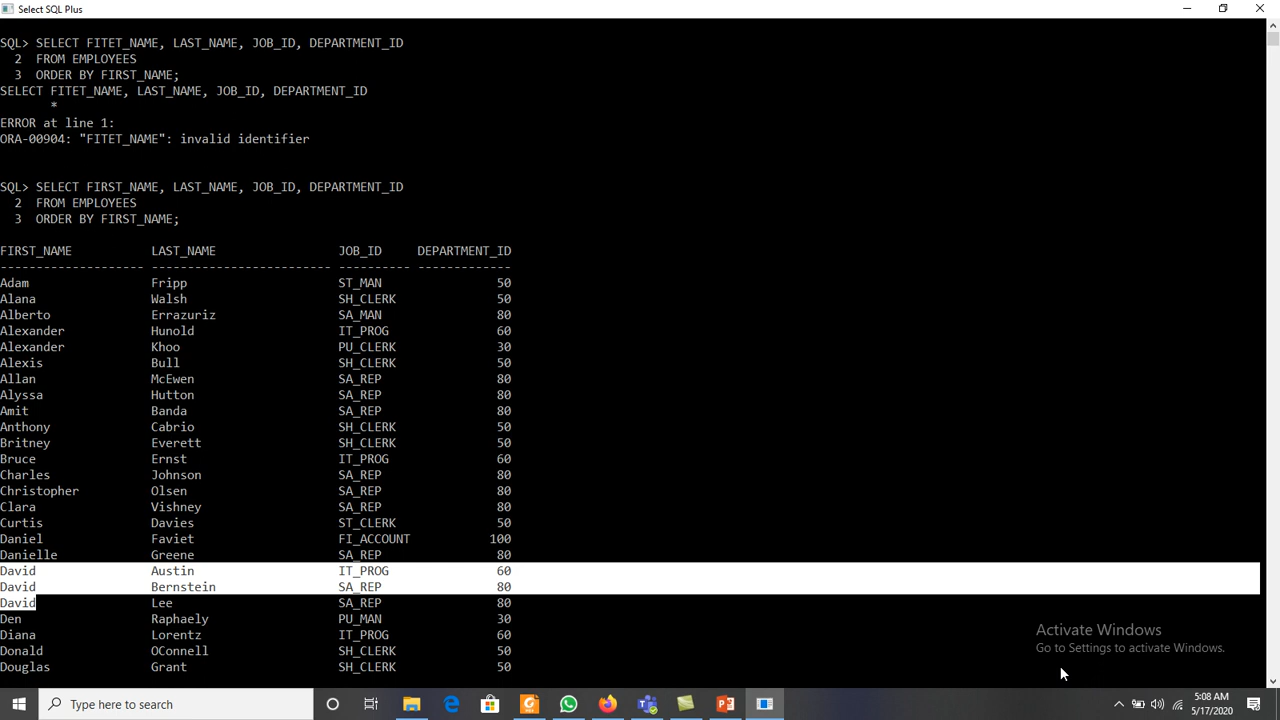 Select SQL Plus
SQL> SELECT FITET_NAME, LAST_NAME, JOB_ID, DEPARTMENT_ID
  2  FROM EMPLOYEES
  3  ORDER BY FIRST_NAME;
SELECT FITET_NAME, LAST_NAME, JOB_ID, DEPARTMENT_ID
       *
ERROR at line 1:
ORA-00904: "FITET_NAME": invalid identifier
SQL> SELECT FIRST_NAME, LAST_NAME, JOB_ID, DEPARTMENT_ID
  2  FROM EMPLOYEES
  3  ORDER BY FIRST_NAME;
FIRST_NAME           LAST_NAME                 JOB_ID     DEPARTMENT_ID
-------------------- ------------------------- ---------- -------------
Adam                 Fripp                     ST_MAN                50
Alana                Walsh                     SH_CLERK              50
Alberto              Errazuriz                 SA_MAN                80
Alexander            Hunold                    IT_PROG               60
Alexander            Khoo                      PU_CLERK              30
Alexis               Bull                      SH_CLERK              50
Allan                McEwen                    SA_REP                80
Alyssa               Hutton                    SA_REP                80
Amit                 Banda                     SA_REP                80
Anthony              Cabrio                    SH_CLERK              50
Britney              Everett                   SH_CLERK              50
Bruce                Ernst                     IT_PROG               60
Charles              Johnson                   SA_REP                80
Christopher          Olsen                     SA_REP                80
Clara                Vishney                   SA_REP                80
Curtis               Davies                    ST_CLERK              50
Daniel               Faviet                    FI_ACCOUNT           100
Danielle             Greene                    SA_REP                80
David                Austin                    IT_PROG               60
David                Bernstein                 SA_REP                80
David                Lee                       SA_REP                80
Den                  Raphaely                  PU_MAN                30
Diana                Lorentz                   IT_PROG               60
Donald               OConnell                  SH_CLERK              50
Douglas              Grant                     SH_CLERK              50
Activate Windows
Go to Settings to activate Windows.
Type here to search
5:08 AM
5/17/2020